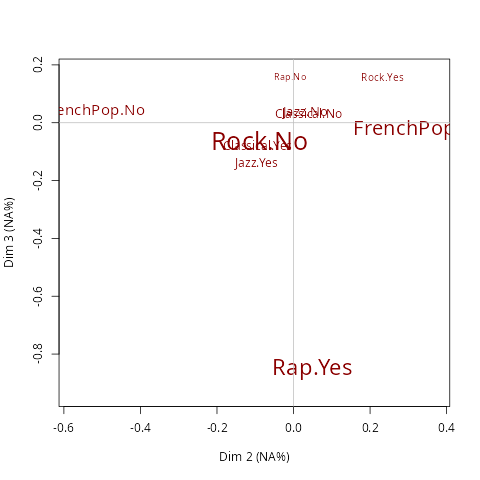 0.2
0.0
-0.2
-0.4
-0.6
-0.8
Dim 3 (NA%)
Rap.No
Rock.Yes
enchPop.No
Jazz.No
Classical.No
FrenchPop
Rock.No
Classical.Yes
Jazz.Yes
Rap.Yes
-0.6 -0.4 -0.2 0.0 0.2 0.4
Dim 2 (NA%)